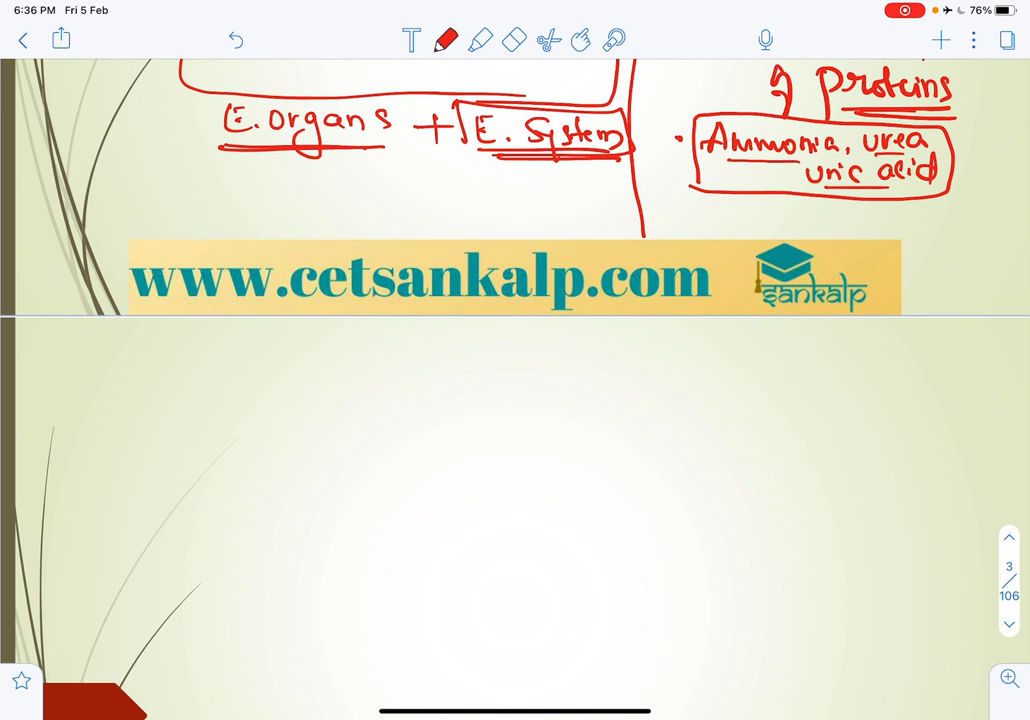 6:36 PM Fri 5 Feb
76%
Proteins
E. organs + E. System
Ammonia, urea
uric acid
www.cetsankalp.com
sankalp
3
/
106